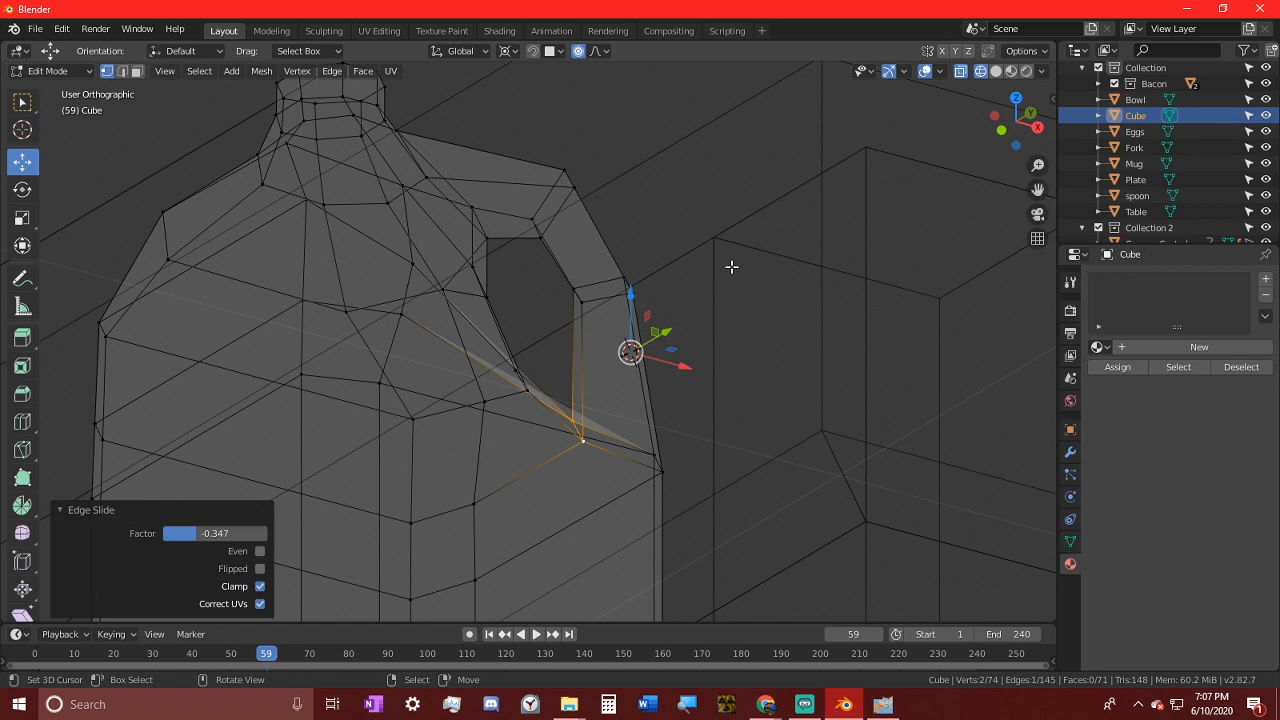 Blender
File Edit Render Window Help Layout Modeling Sculpting UV Editing Texture Paint Shading Animation Rendering Compositing Scripting + Scene View Layer
Orientation: Default Drag: Select Box Global X Y Z Options
Edit Mode View Select Add Mesh Vertex Edge Face UV
User Orthographic
(59) Cube
Z
Y
X
Collection
Bacon 2
Bowl
Cube
Eggs
Fork
Mug
Plate
spoon
Table
Collection 2
Cube
+ New
Assign Select Deselect
Edge Slide
Factor -0.347
Even
Flipped
Clamp
Correct UVs
Playback Keying View Marker 59 Start 1 End 240
0 10 20 30 40 50 59 70 80 90 100 110 120 130 140 150 160 170 180 190 200 210 220 230 240 250
Set 3D Cursor Box Select Rotate View Select Move Cube | Verts:2/74 | Edges:1/145 | Faces:0/71 | Tris:148 | Mem: 60.2 MiB | v2.82.7
Search 7:07 PM
6/10/2020